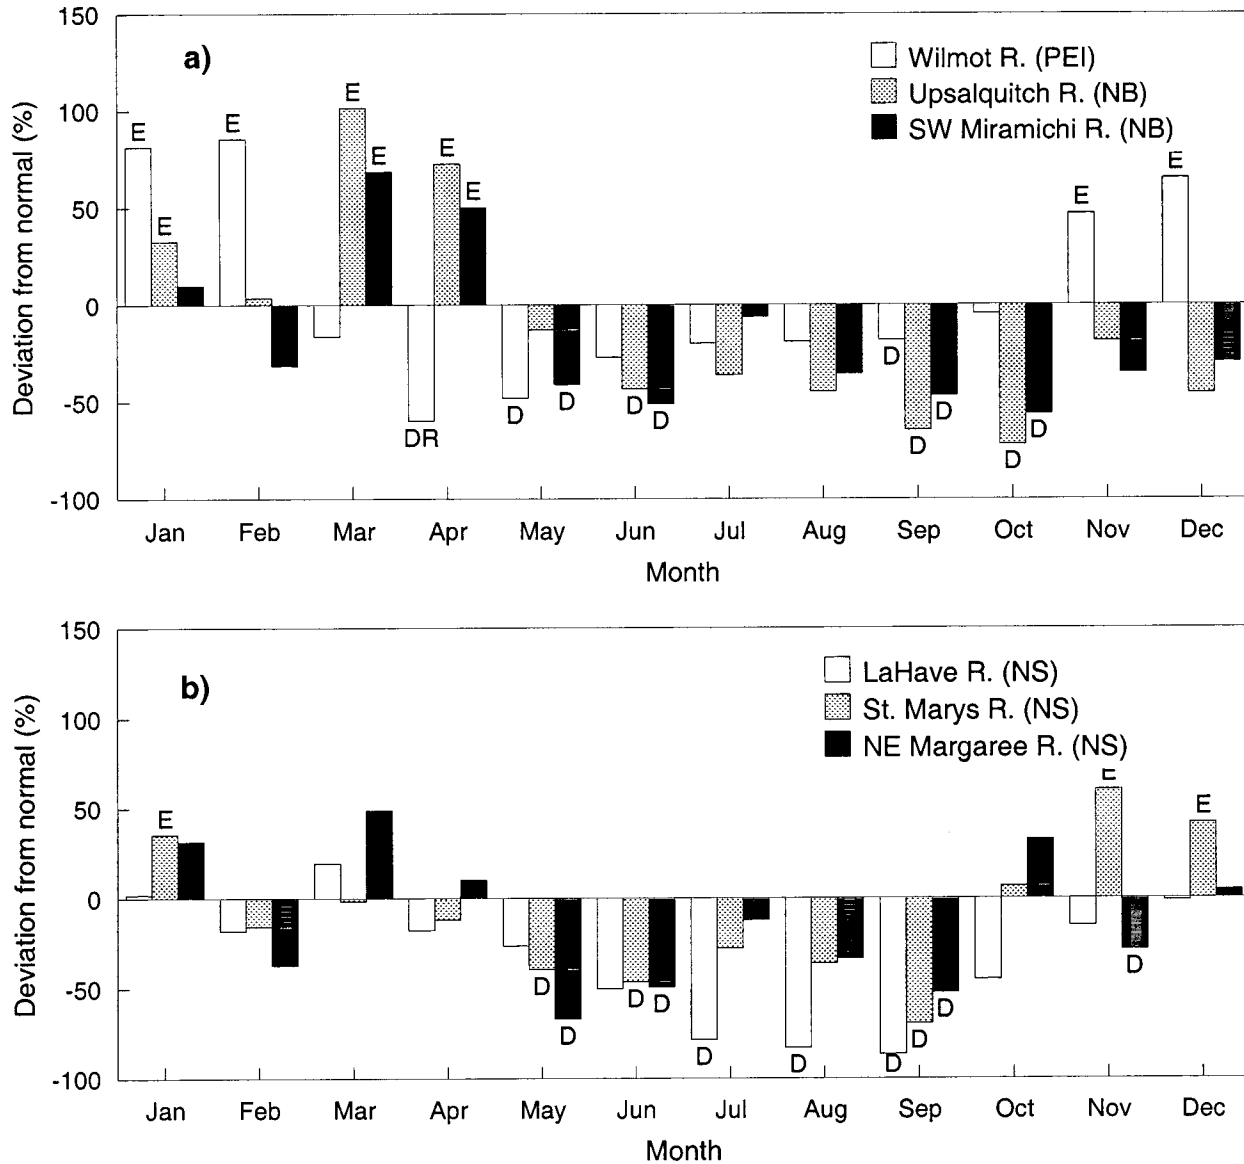 150
100
50
0
-50
-100
Deviation from normal (%)
a)
Wilmot R. (PEI)
Upsalquitch R. (NB)
SW Miramichi R. (NB)
E
E
E
E
E
E
E
E
E
DR
D
D
D
D
D
D
D
D
D
Jan Feb Mar Apr May Jun Jul Aug Sep Oct Nov Dec
Month
150
100
50
0
-50
-100
Deviation from normal (%)
b)
LaHave R. (NS)
St. Marys R. (NS)
NE Margaree R. (NS)
E
E
E
D
D
D
D
D
D
D
D
D
D
Jan Feb Mar Apr May Jun Jul Aug Sep Oct Nov Dec
Month